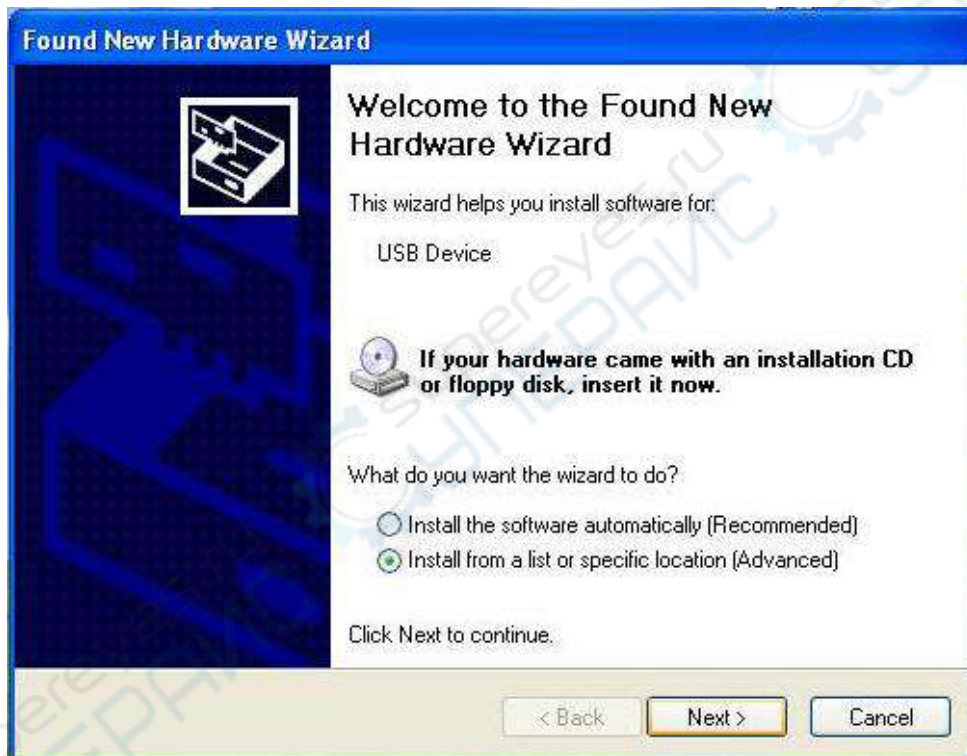 Found New Hardware Wizard
Welcome to the Found New
Hardware Wizard
This wizard helps you install software for:
USB Device
If your hardware came with an installation CD
or floppy disk, insert it now.
What do you want the wizard to do?
Install the software automatically (Recommended)
Install from a list or specific location (Advanced)
Click Next to continue.
< Back
Next >
Cancel
supereyes.ru
СУПЕРАЙС